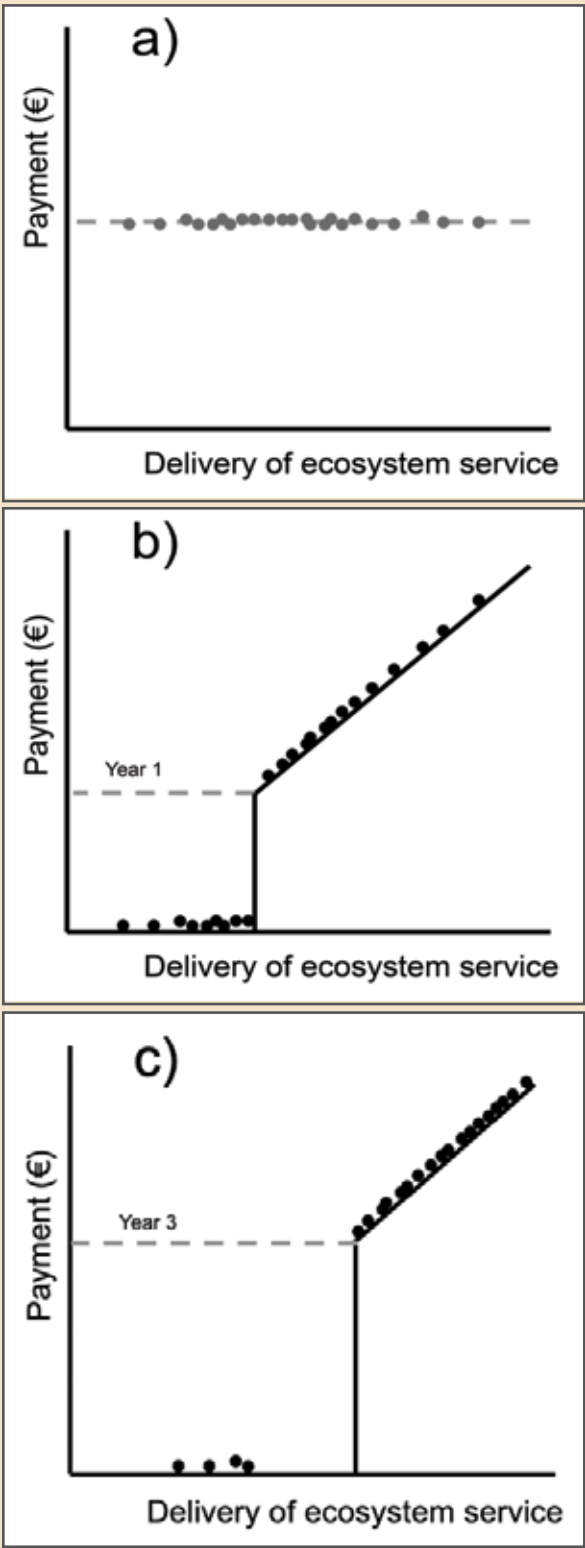 a)
Payment (€)
Delivery of ecosystem service
b)
Payment (€)
Year 1
Delivery of ecosystem service
c)
Payment (€)
Year 3
Delivery of ecosystem service